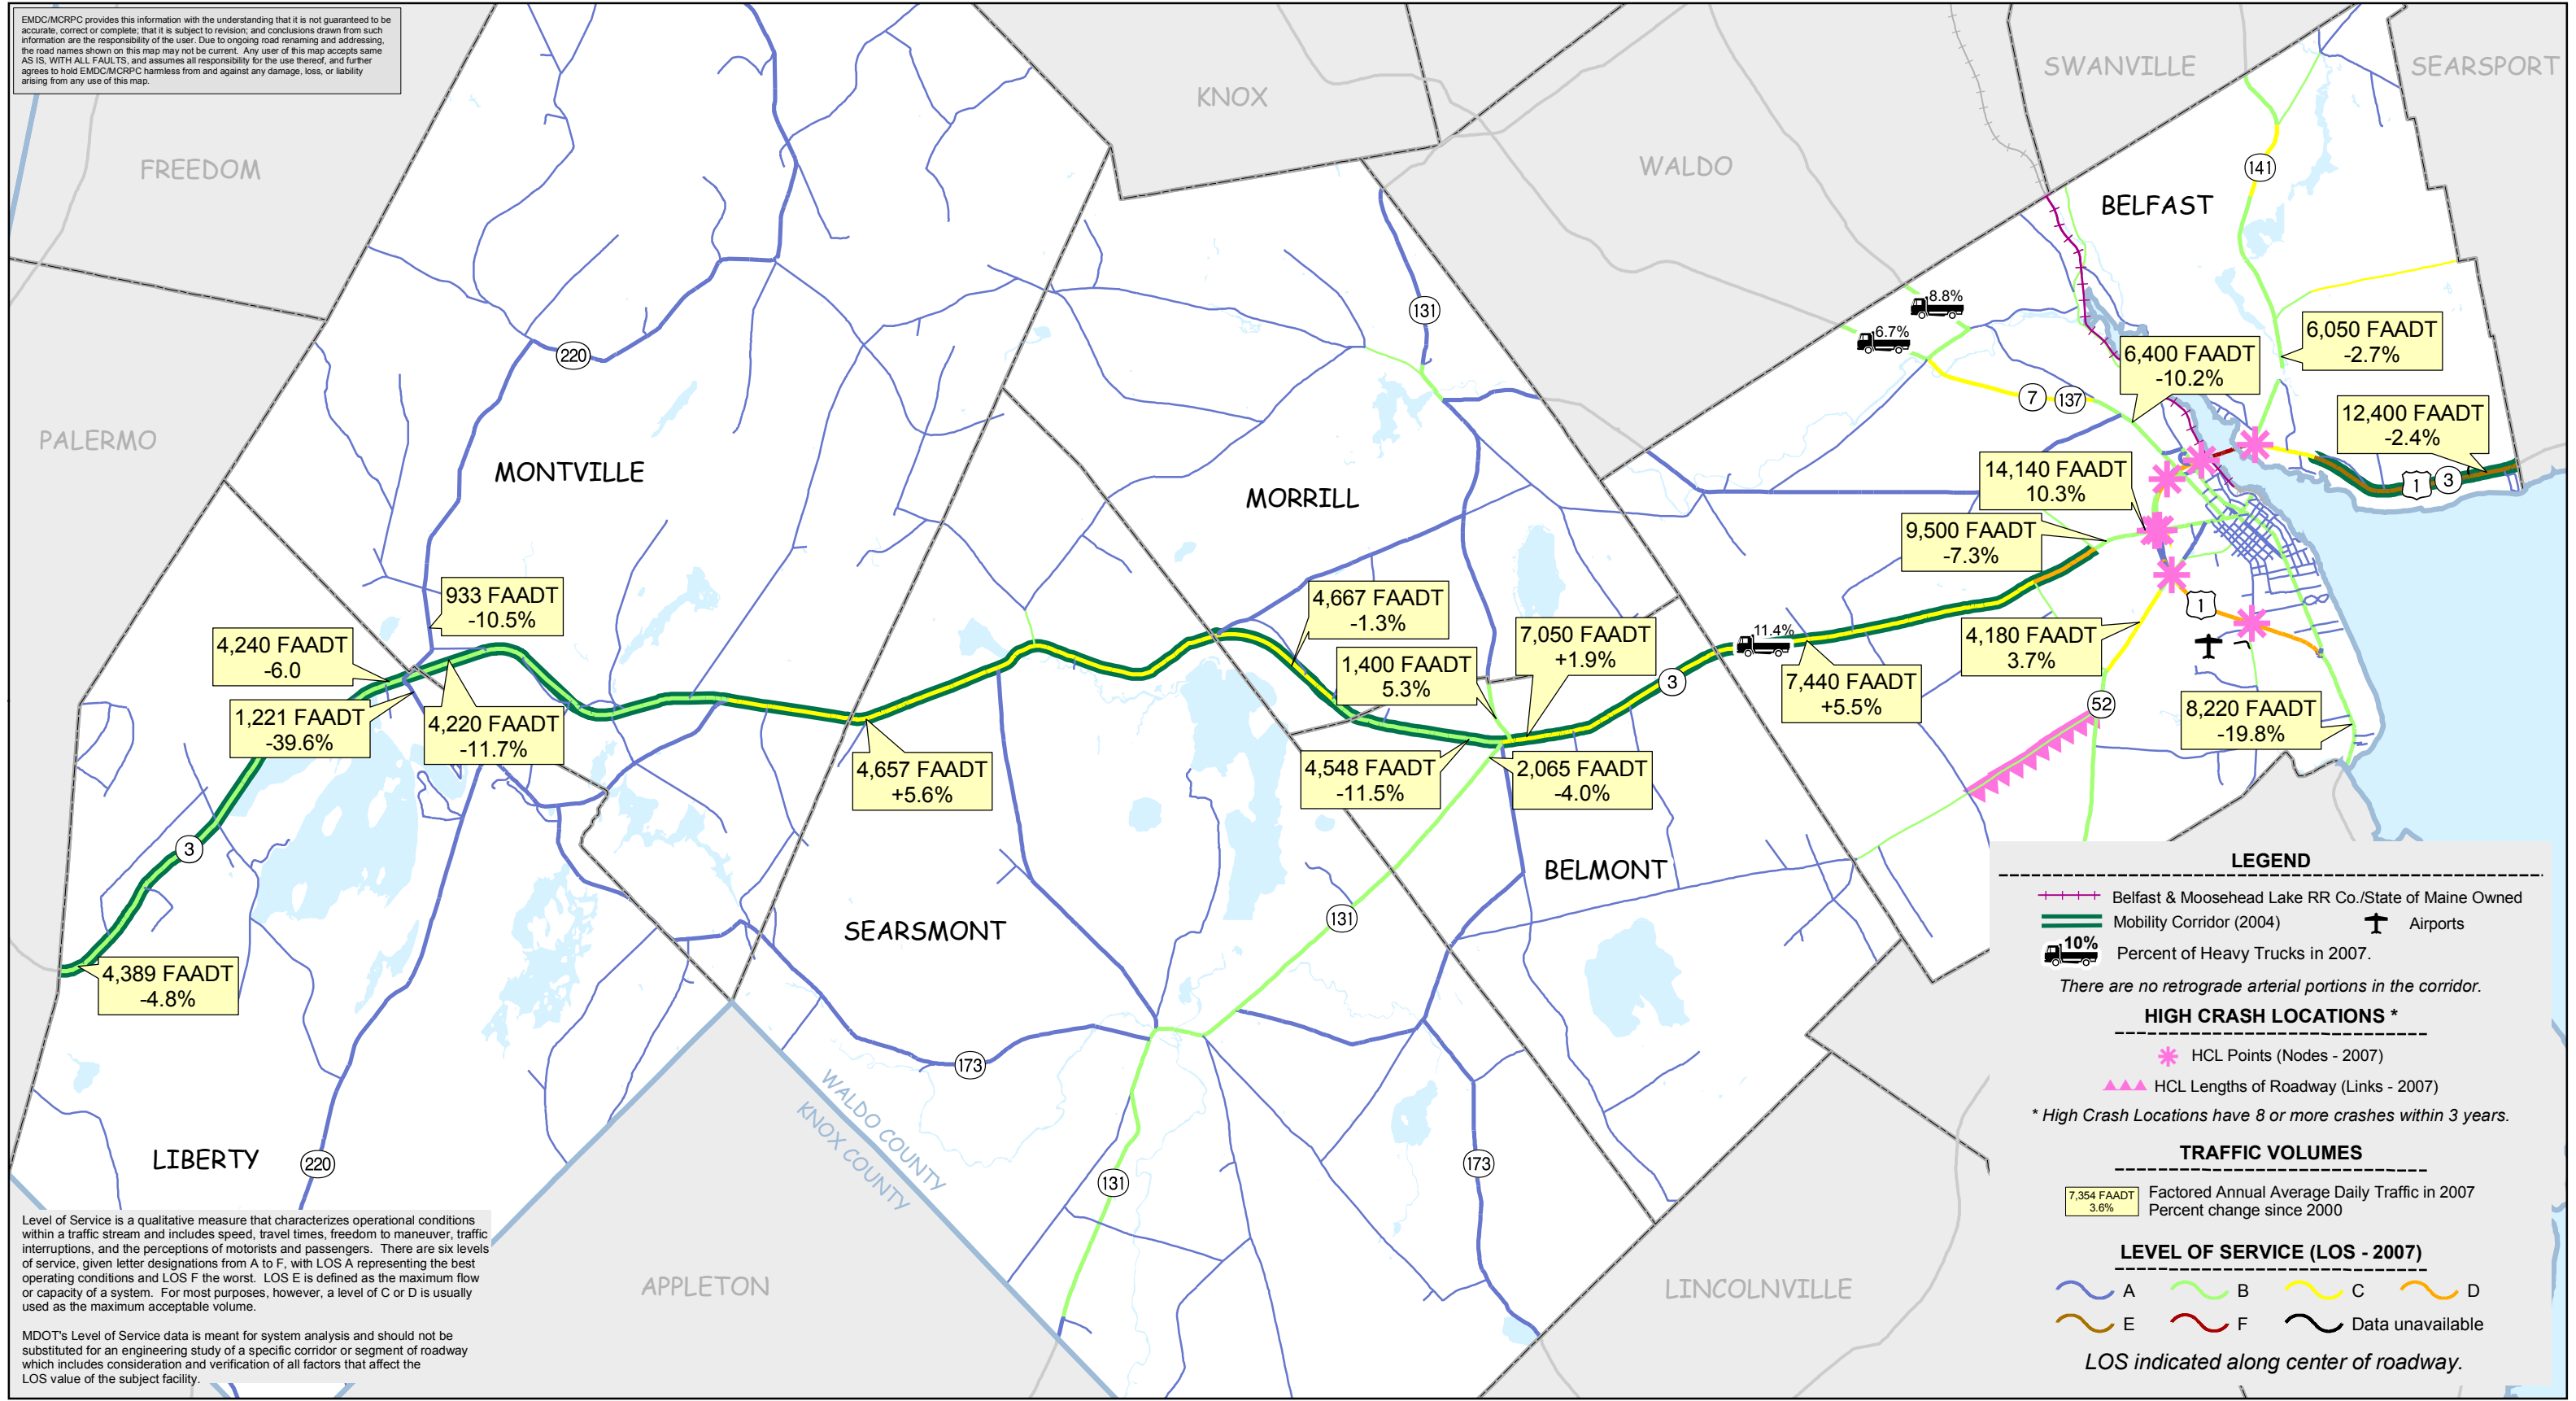 EMDC/MCRPC provides this information with the understanding that it is not guaranteed to be
accurate, correct or complete; that it is subject to revision; and conclusions drawn from such
information are the responsibility of the user. Due to ongoing road renaming and addressing,
the road names shown on this map may not be current. Any user of this map accepts same
AS IS, WITH ALL FAULTS, and assumes all responsibility for the use thereof, and further
agrees to hold EMDC/MCRPC harmless from and against any damage, loss, or liability
arising from any use of this map.
KNOX
SWANVILLE
SEARSPORT
FREEDOM
WALDO
141
BELFAST
8.8%
131
6.7%
6,050 FAADT
-2.7%
220
6,400 FAADT
-10.2%
7
137
12,400 FAADT
-2.4%
PALERMO
MONTVILLE
MORRILL
14,140 FAADT
10.3%
1
3
9,500 FAADT
-7.3%
933 FAADT
-10.5%
4,667 FAADT
-1.3%
1
4,240 FAADT
-6.0
7,050 FAADT
+1.9%
11.4%
4,180 FAADT
3.7%
1,400 FAADT
5.3%
3
7,440 FAADT
+5.5%
52
1,221 FAADT
-39.6%
4,220 FAADT
-11.7%
8,220 FAADT
-19.8%
4,657 FAADT
+5.6%
4,548 FAADT
-11.5%
2,065 FAADT
-4.0%
3
BELMONT
SEARSMONT
131
4,389 FAADT
-4.8%
173
WALDO COUNTY
KNOX COUNTY
LIBERTY
220
131
173
APPLETON
LINCOLNVILLE
LEGEND
Belfast & Moosehead Lake RR Co./State of Maine Owned
Mobility Corridor (2004)
Airports
10%
Percent of Heavy Trucks in 2007.
There are no retrograde arterial portions in the corridor.
HIGH CRASH LOCATIONS *
HCL Points (Nodes - 2007)
HCL Lengths of Roadway (Links - 2007)
* High Crash Locations have 8 or more crashes within 3 years.
TRAFFIC VOLUMES
7,354 FAADT
3.6%
Factored Annual Average Daily Traffic in 2007
Percent change since 2000
LEVEL OF SERVICE (LOS - 2007)
A
B
C
D
E
F
Data unavailable
LOS indicated along center of roadway.
Level of Service is a qualitative measure that characterizes operational conditions
within a traffic stream and includes speed, travel times, freedom to maneuver, traffic
interruptions, and the perceptions of motorists and passengers. There are six levels
of service, given letter designations from A to F, with LOS A representing the best
operating conditions and LOS F the worst. LOS E is defined as the maximum flow
or capacity of a system. For most purposes, however, a level of C or D is usually
used as the maximum acceptable volume.
MDOT's Level of Service data is meant for system analysis and should not be
substituted for an engineering study of a specific corridor or segment of roadway
which includes consideration and verification of all factors that affect the
LOS value of the subject facility.